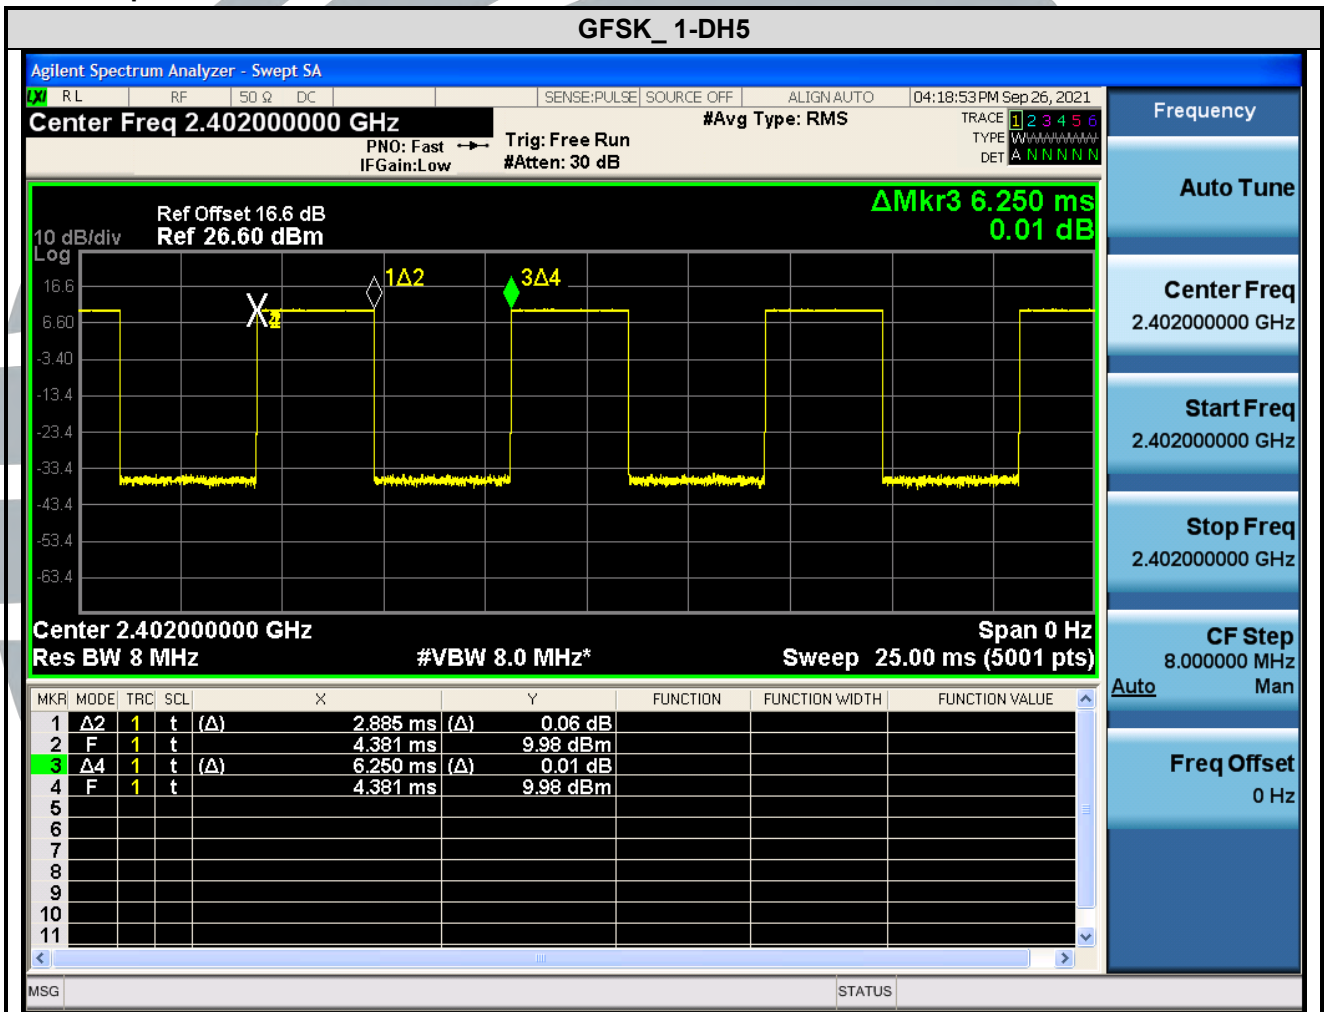 GFSK_ 1-DH5
Agilent Spectrum Analyzer - Swept SA
LXI RL RF 50 Ω DC SENSE:PULSE SOURCE OFF ALIGN AUTO 04:18:53 PM Sep 26, 2021
Center Freq 2.402000000 GHz
PNO: Fast
IFGain:Low
Trig: Free Run
#Atten: 30 dB
#Avg Type: RMS
TRACE 1 2 3 4 5 6
TYPE W
DET A N N N N N
ΔMkr3 6.250 ms
0.01 dB
Ref Offset 16.6 dB
10 dB/div Ref 26.60 dBm
Log
16.6
6.60
-3.40
-13.4
-23.4
-33.4
-43.4
-53.4
-63.4
1Δ2
3Δ4
Center 2.402000000 GHz Span 0 Hz
Res BW 8 MHz #VBW 8.0 MHz* Sweep 25.00 ms (5001 pts)
MKR MODE TRC SCL X Y FUNCTION FUNCTION WIDTH FUNCTION VALUE
1 Δ2 1 t (Δ) 2.885 ms (Δ) 0.06 dB
2 F 1 t 4.381 ms 9.98 dBm
3 Δ4 1 t (Δ) 6.250 ms (Δ) 0.01 dB
4 F 1 t 4.381 ms 9.98 dBm
5
6
7
8
9
10
11
MSG STATUS
Frequency
Auto Tune
Center Freq
2.402000000 GHz
Start Freq
2.402000000 GHz
Stop Freq
2.402000000 GHz
CF Step
8.000000 MHz
Auto Man
Freq Offset
0 Hz